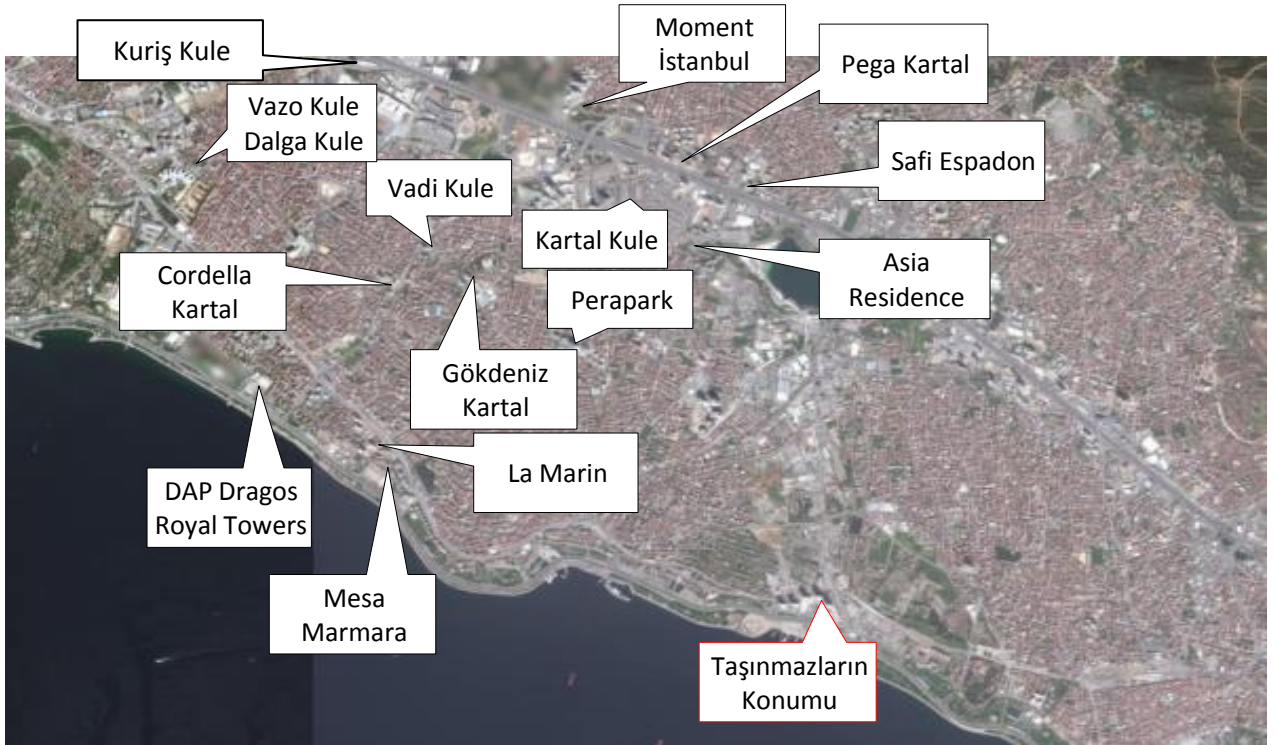 Kuriş Kule
Moment
İstanbul
Pega Kartal
Vazo Kule
Dalga Kule
Safi Espadon
Vadi Kule
Kartal Kule
Asia
Residence
Cordella
Kartal
Perapark
Gökdeniz
Kartal
La Marin
DAP Dragos
Royal Towers
Mesa
Marmara
Taşınmazların
Konumu